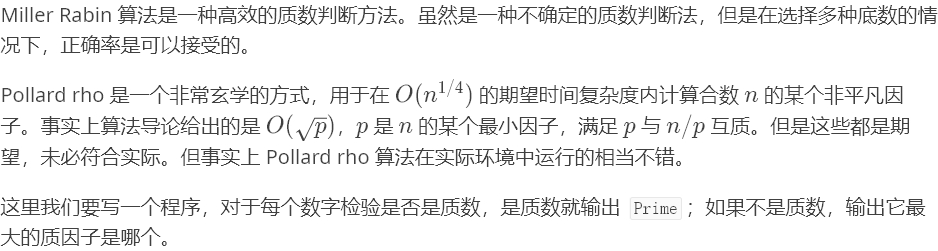 Miller Rabin 算法是一种高效的质数判断方法。虽然是一种不确定的质数判断法，但是在选择多种底数的情
况下，正确率是可以接受的。
Pollard rho 是一个非常玄学的方式，用于在 O(n^{1/4}) 的期望时间复杂度内计算合数 n 的某个非平凡因
子。事实上算法导论给出的是 O(√p)，p 是 n 的某个最小因子，满足 p 与 n/p 互质。但是这些都是期
望，未必符合实际。但事实上 Pollard rho 算法在实际环境中运行的相当不错。
这里我们要写一个程序，对于每个数字检验是否是质数，是质数就输出 Prime；如果不是质数，输出它最
大的质因子是哪个。